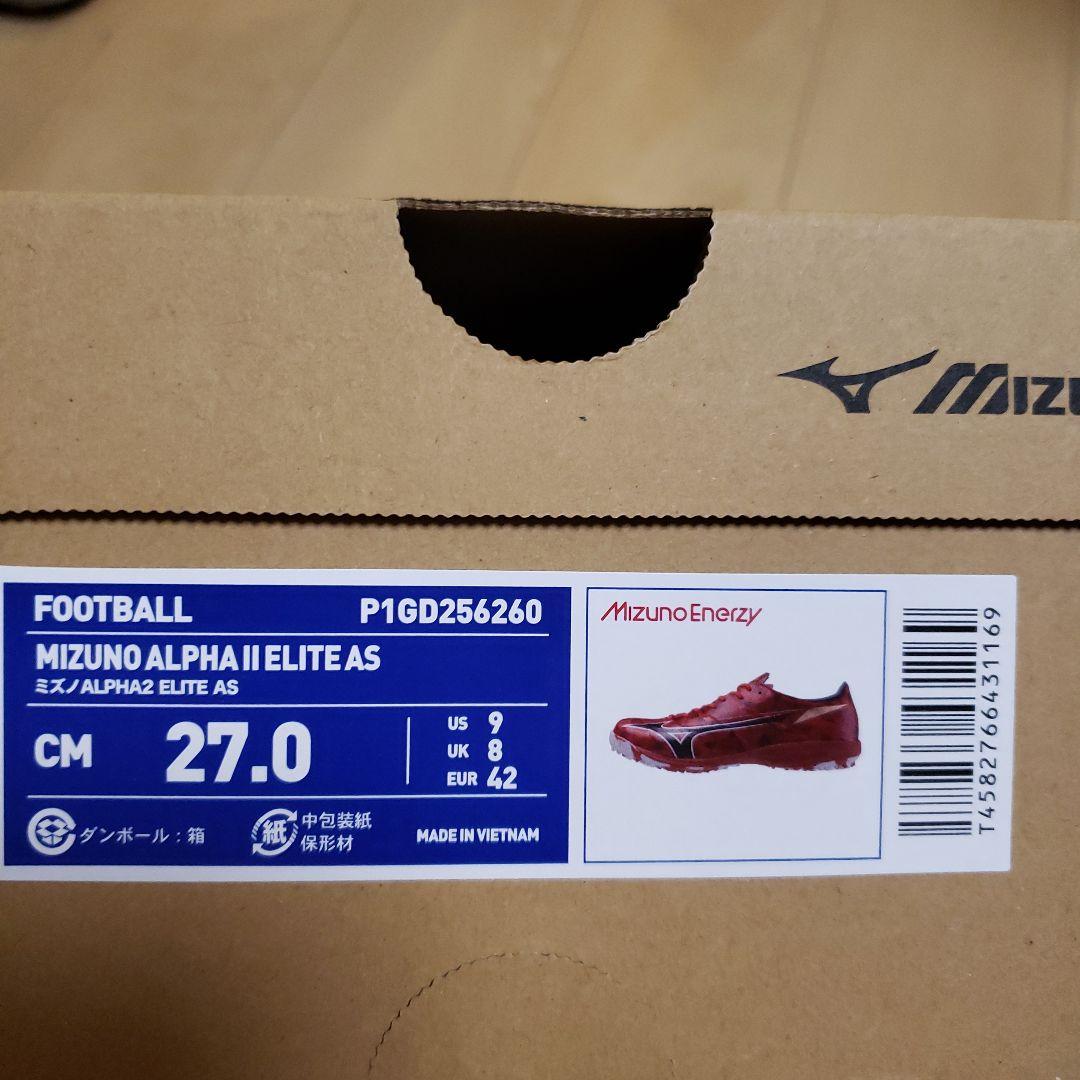 MIZU
FOOTBALL P1GD256260
MIZUNO ALPHA II ELITE AS
ミズノALPHA2 ELITE AS
CM 27.0
US 9
UK 8
EUR 42
ダンボール：箱
紙
中包装紙
保形材
MADE IN VIETNAM
MizunoEnerzy
T4582766431169